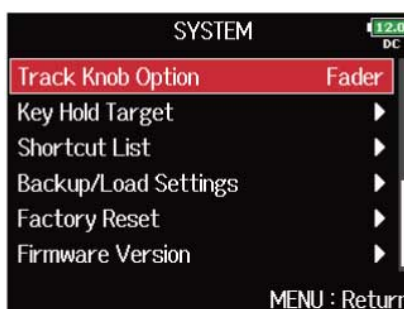 SYSTEM
12.0
DC
Track Knob Option Fader
Key Hold Target
Shortcut List
Backup/Load Settings
Factory Reset
Firmware Version
MENU : Return